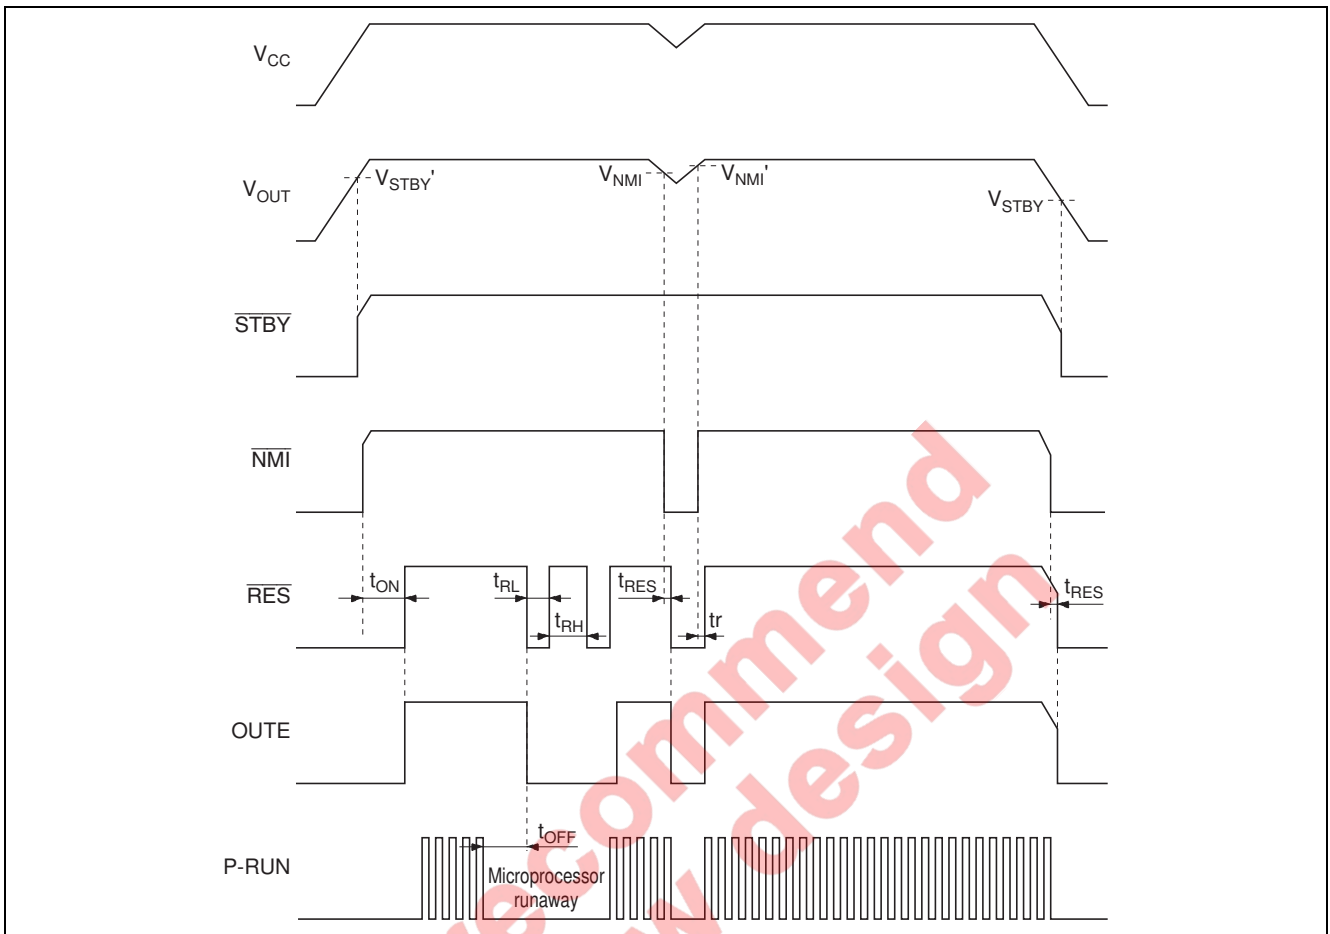 VCC
VOUT
VSTBY'
VNMI
VNMI'
VSTBY
STBY
NMI
RES
tON
tRL
tRH
tRES
tr
tRES
OUTE
P-RUN
tOFF
Microprocessor
runaway
recommend
design